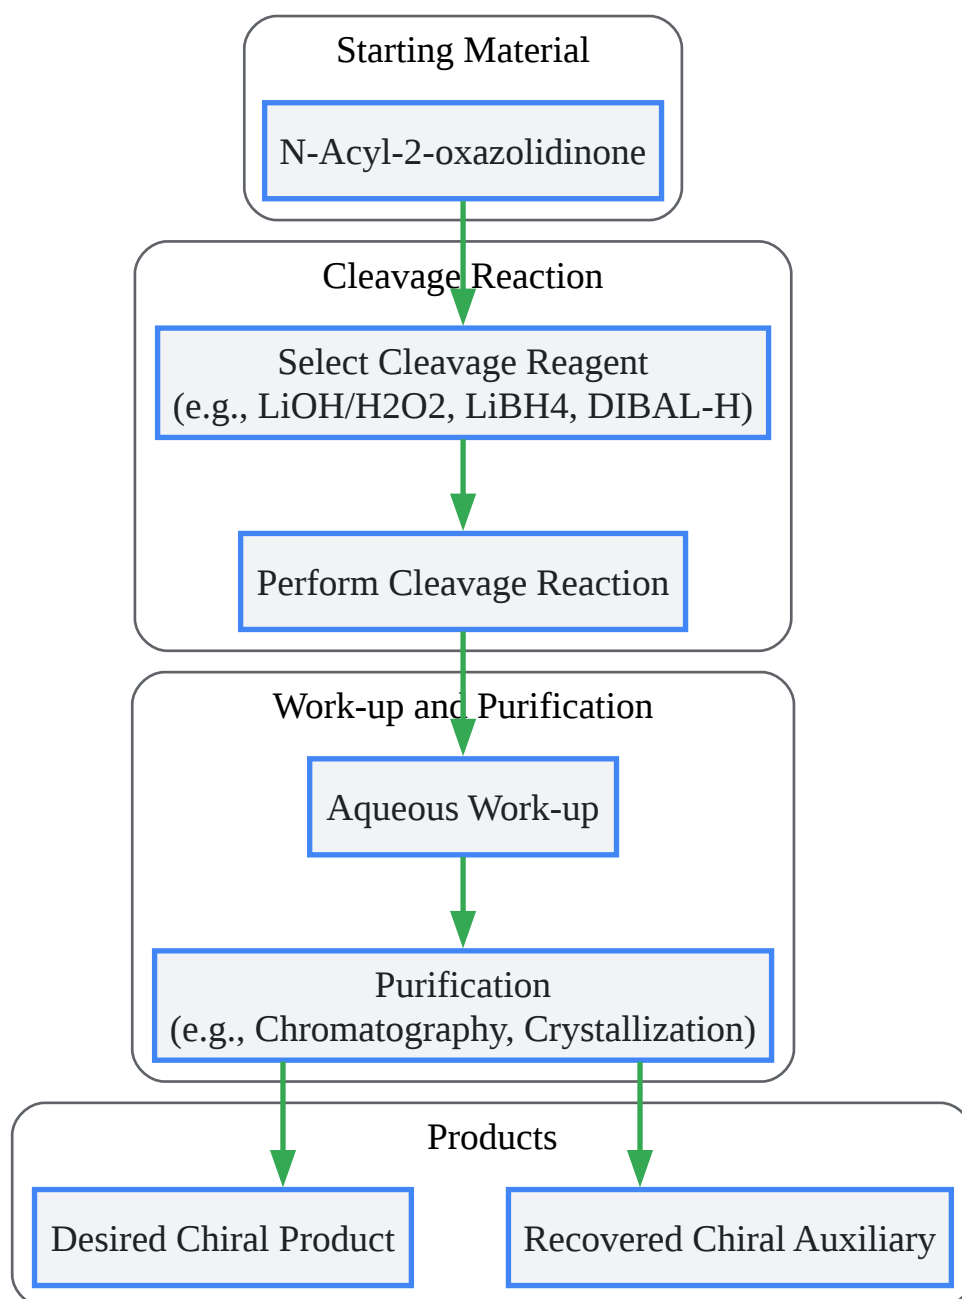 Starting Material
N-Acyl-2-oxazolidinone
Cleavage Reaction
Select Cleavage Reagent
(e.g., LiOH/H2O2, LiBH4, DIBAL-H)
Perform Cleavage Reaction
Work-up and Purification
Aqueous Work-up
Purification
(e.g., Chromatography, Crystallization)
Products
Desired Chiral Product
Recovered Chiral Auxiliary